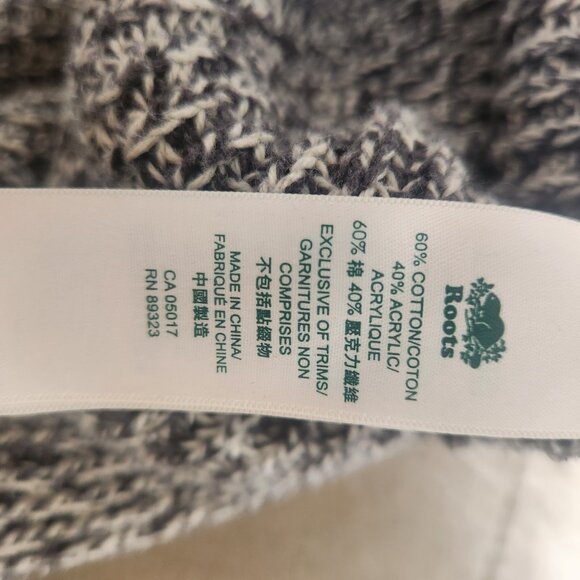 Roots
60% COTTON/COTON
40% ACRYLIC/
ACRYLIQUE
60% 棉 40% 壓克力纖維
EXCLUSIVE OF TRIMS/
GARNITURES NON
COMPRISES
不包括點綴物
MADE IN CHINA/
FABRIQUÉ EN CHINE
中國製造
CA 05017
RN 89323